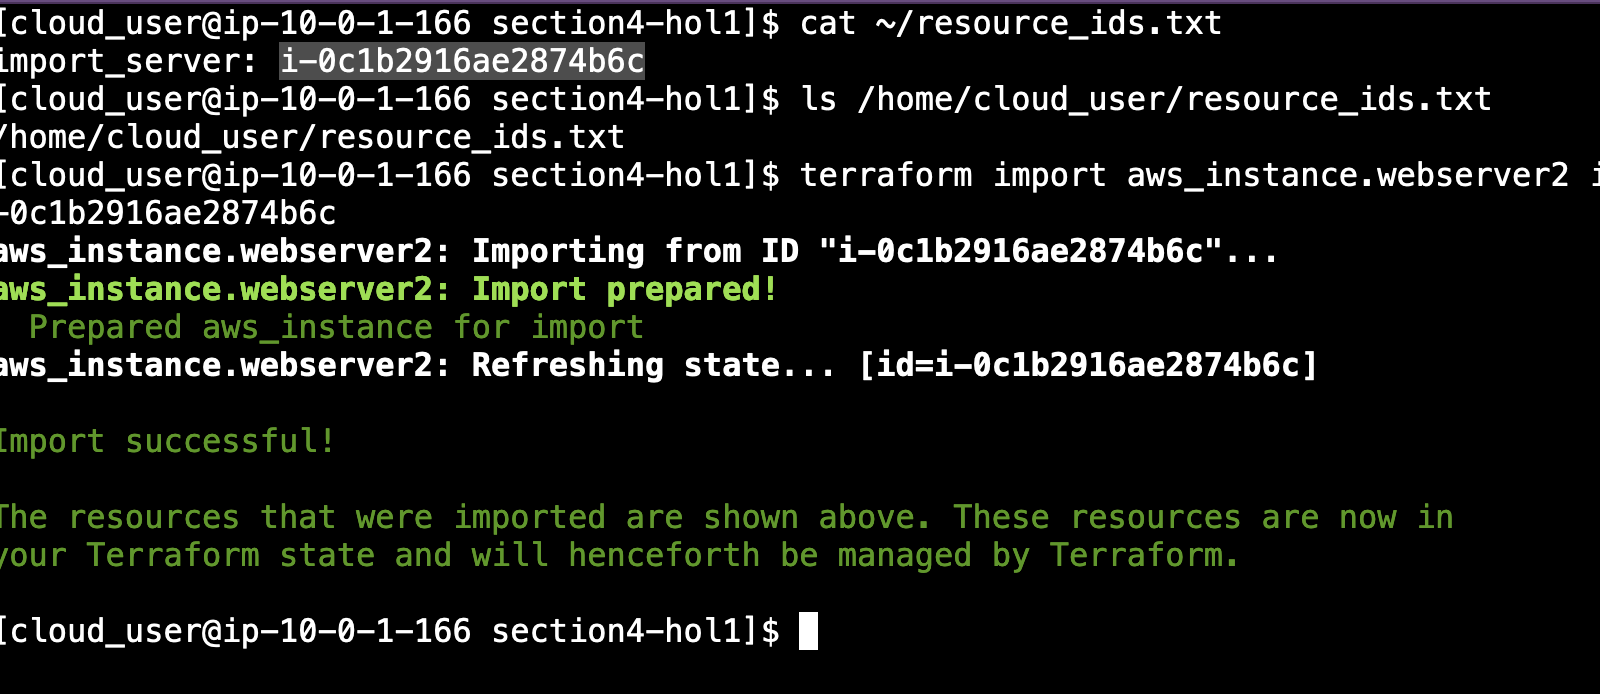 [cloud_user@ip-10-0-1-166 section4-hol1]$ cat ~/resource_ids.txt
import_server: i-0c1b2916ae2874b6c
[cloud_user@ip-10-0-1-166 section4-hol1]$ ls /home/cloud_user/resource_ids.txt
/home/cloud_user/resource_ids.txt
[cloud_user@ip-10-0-1-166 section4-hol1]$ terraform import aws_instance.webserver2 i
-0c1b2916ae2874b6c
aws_instance.webserver2: Importing from ID "i-0c1b2916ae2874b6c"...
aws_instance.webserver2: Import prepared!
  Prepared aws_instance for import
aws_instance.webserver2: Refreshing state... [id=i-0c1b2916ae2874b6c]
Import successful!
The resources that were imported are shown above. These resources are now in
your Terraform state and will henceforth be managed by Terraform.
[cloud_user@ip-10-0-1-166 section4-hol1]$